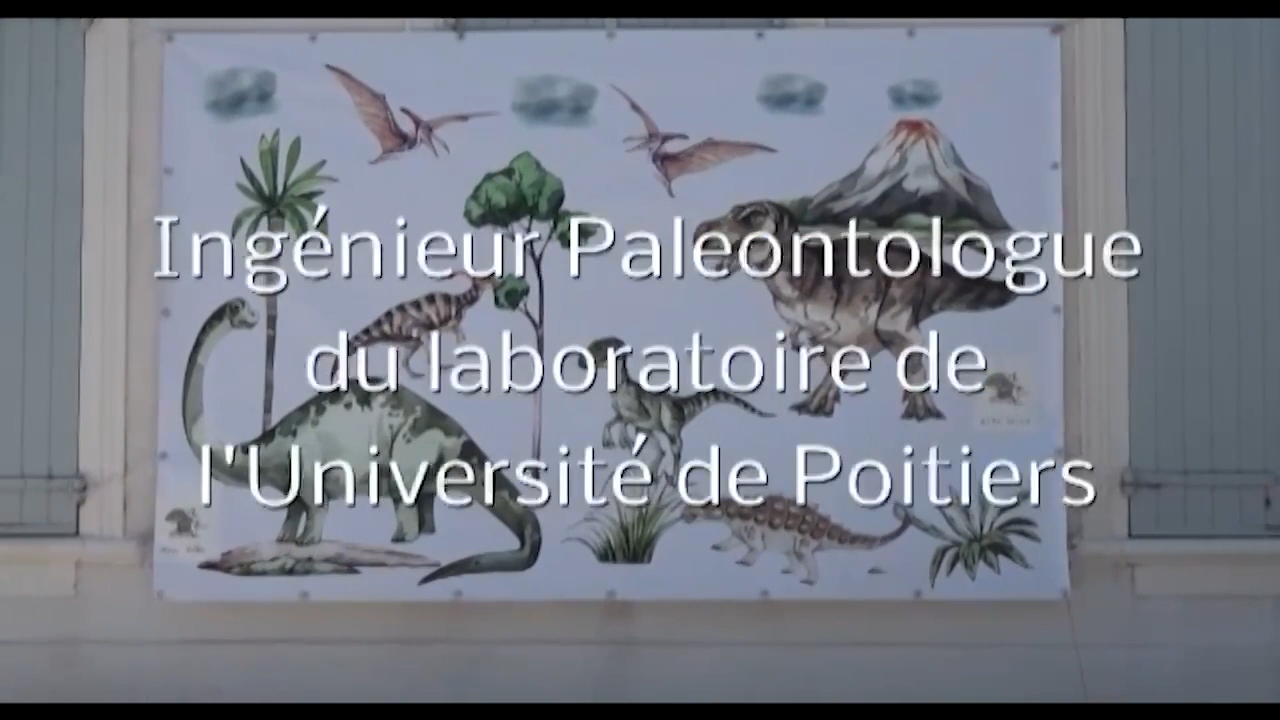 Ingénieur Paleontologue
du laboratoire de
l'Université de Poitiers